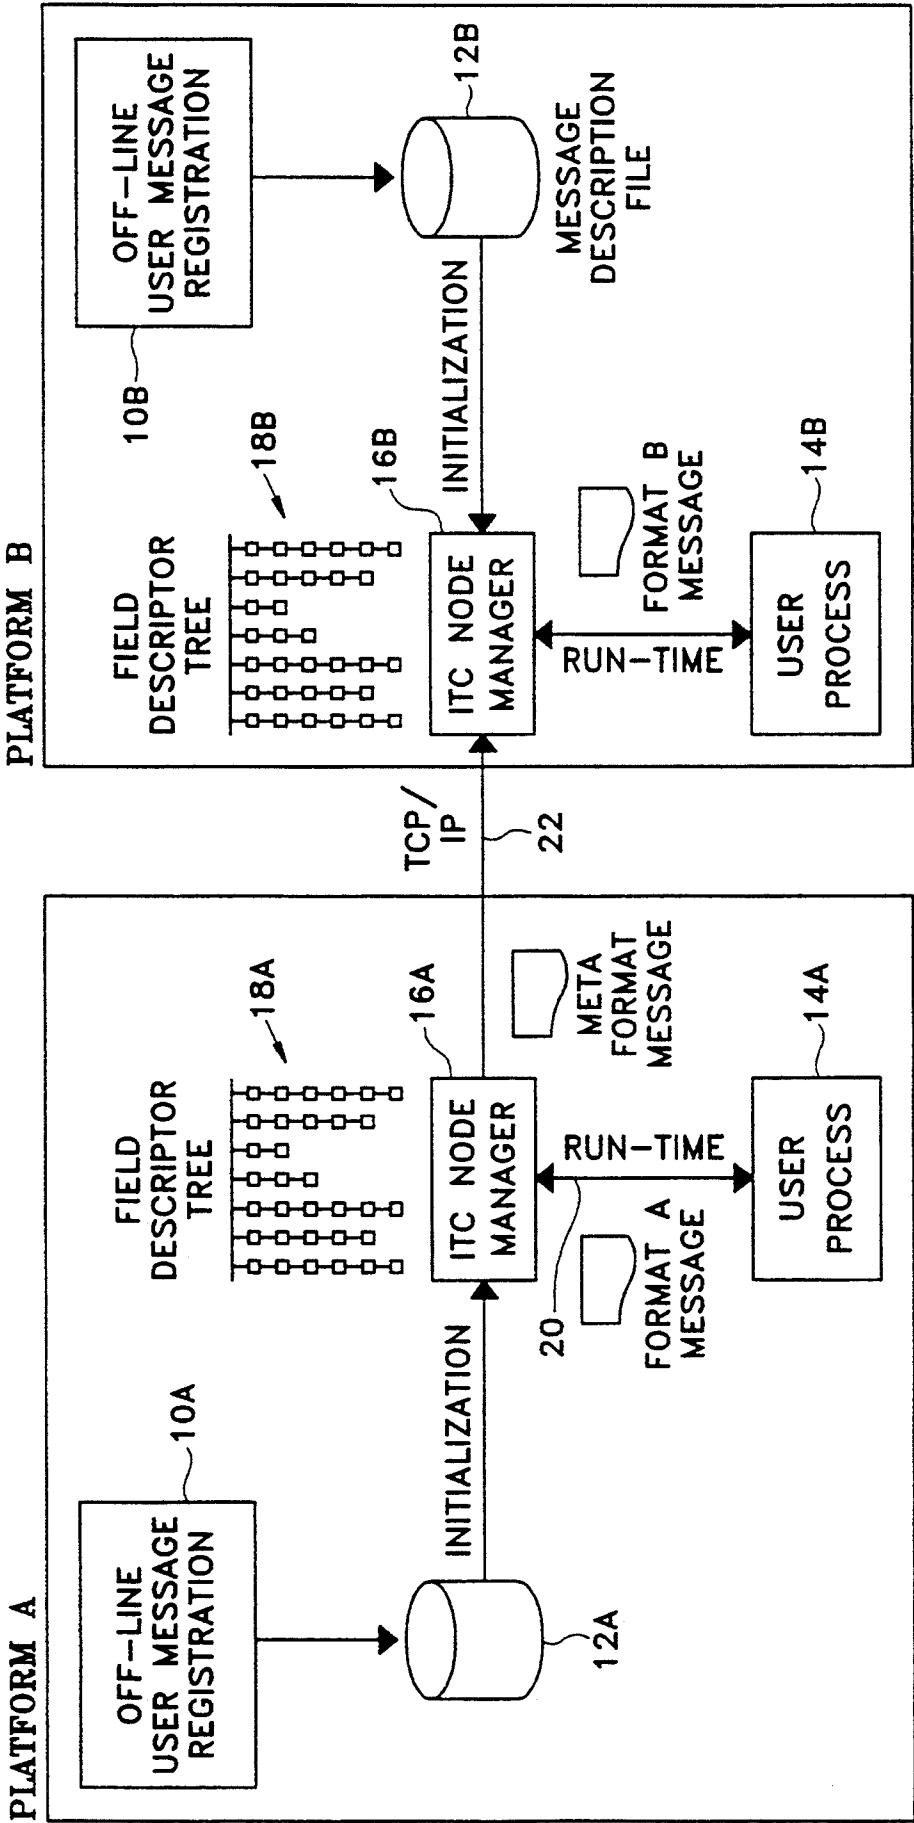 PLATFORM A
OFF-LINE
USER MESSAGE
REGISTRATION
10A
12A
INITIALIZATION
FIELD
DESCRIPTOR
TREE
18A
ITC NODE
MANAGER
16A
META
FORMAT
MESSAGE
20
RUN-TIME
FORMAT A
MESSAGE
USER
PROCESS
14A
TCP/
IP
22
PLATFORM B
FIELD
DESCRIPTOR
TREE
18B
10B
OFF-LINE
USER MESSAGE
REGISTRATION
ITC NODE
MANAGER
16B
INITIALIZATION
12B
MESSAGE
DESCRIPTION
FILE
RUN-TIME
FORMAT B
MESSAGE
USER
PROCESS
14B